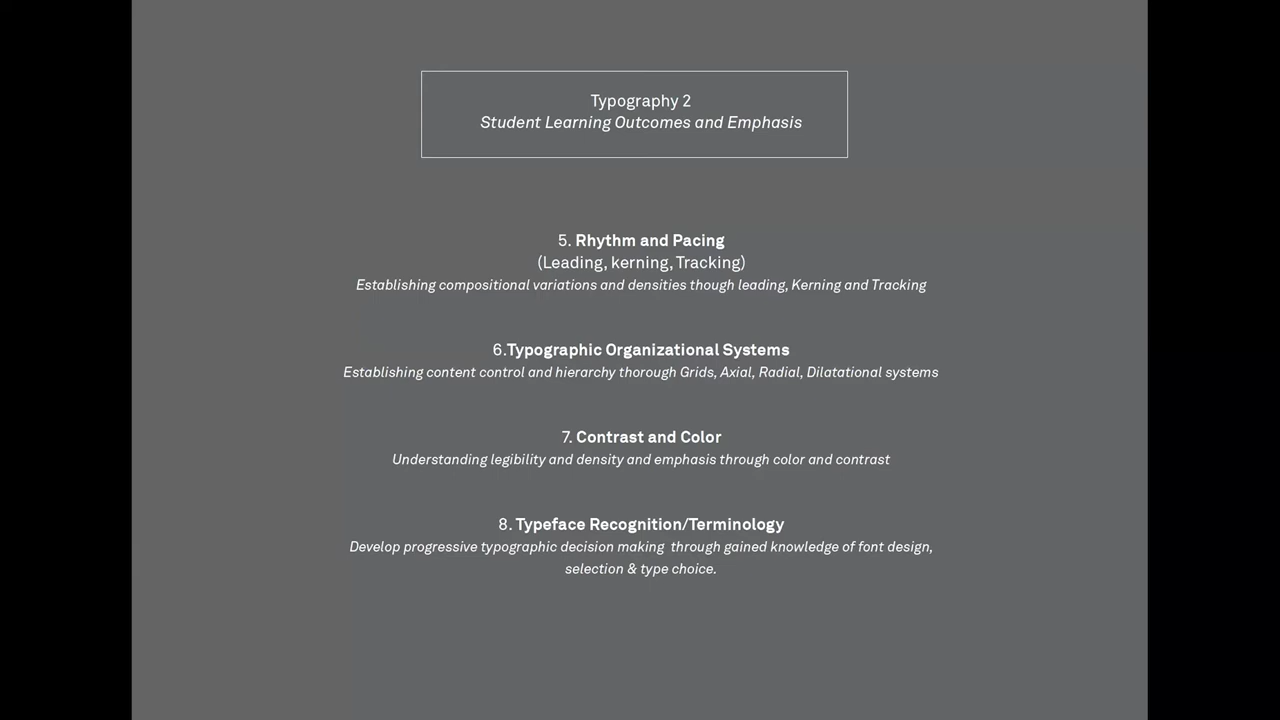 Typography 2
Student Learning Outcomes and Emphasis
5. Rhythm and Pacing
(Leading, kerning, Tracking)
Establishing compositional variations and densities though leading, Kerning and Tracking
6.Typographic Organizational Systems
Establishing content control and hierarchy thorough Grids, Axial, Radial, Dilatational systems
7. Contrast and Color
Understanding legibility and density and emphasis through color and contrast
8. Typeface Recognition/Terminology
Develop progressive typographic decision making through gained knowledge of font design,
selection & type choice.